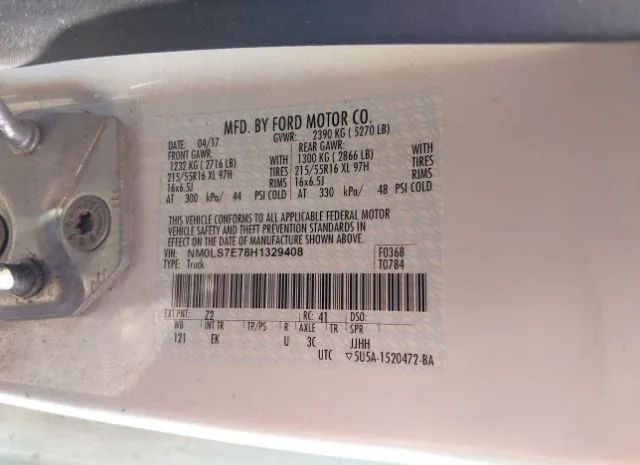 MFD. BY FORD MOTOR CO.
DATE: 04/17 GVWR: 2390 KG ( 5270 LB)
FRONT GAWR: REAR GAWR:
1232 KG ( 2716 LB) WITH 1300 KG ( 2866 LB) WITH
215/55R16 XL 97H TIRES 215/55R16 XL 97H TIRES
16x6.5J RIMS 16x6.5J RIMS
AT 300 kPa/ 44 PSI COLD AT 330 kPa/ 48 PSI COLD
THIS VEHICLE CONFORMS TO ALL APPLICABLE FEDERAL MOTOR
VEHICLE SAFETY AND THEFT PREVENTION STANDARDS IN EFFECT
ON THE DATE OF MANUFACTURE SHOWN ABOVE.
VIN: NM0LS7E78H1329408 F0368
TYPE: Truck T0784
EXT PNT: Z2 RC: 41 DSO:
WB INT TR TP/PS R AXLE TR SPR
121 EK U 3C JJHH
UTC ▽5U5A-1520472-BA